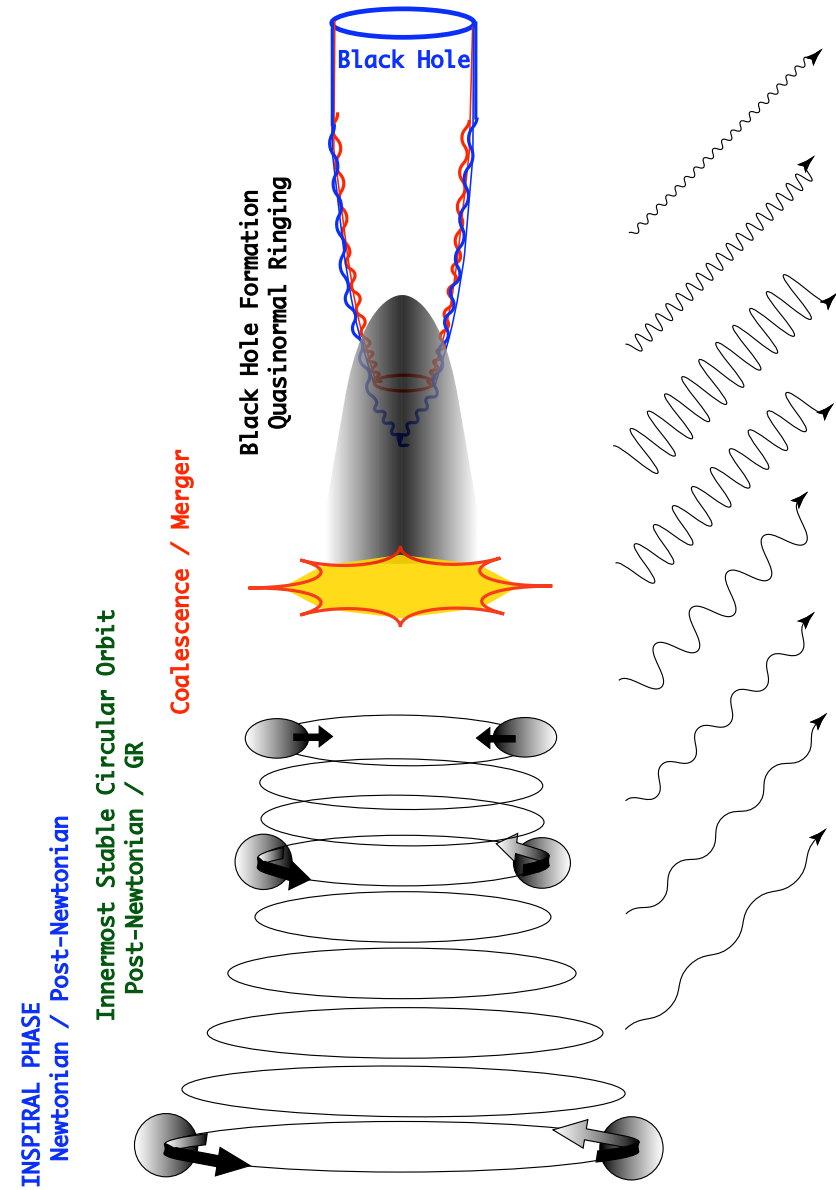 Black Hole
Black Hole Formation
Quasinormal Ringing
Coalescence / Merger
Innermost Stable Circular Orbit
Post-Newtonian / GR
INSPIRAL PHASE
Newtonian / Post-Newtonian